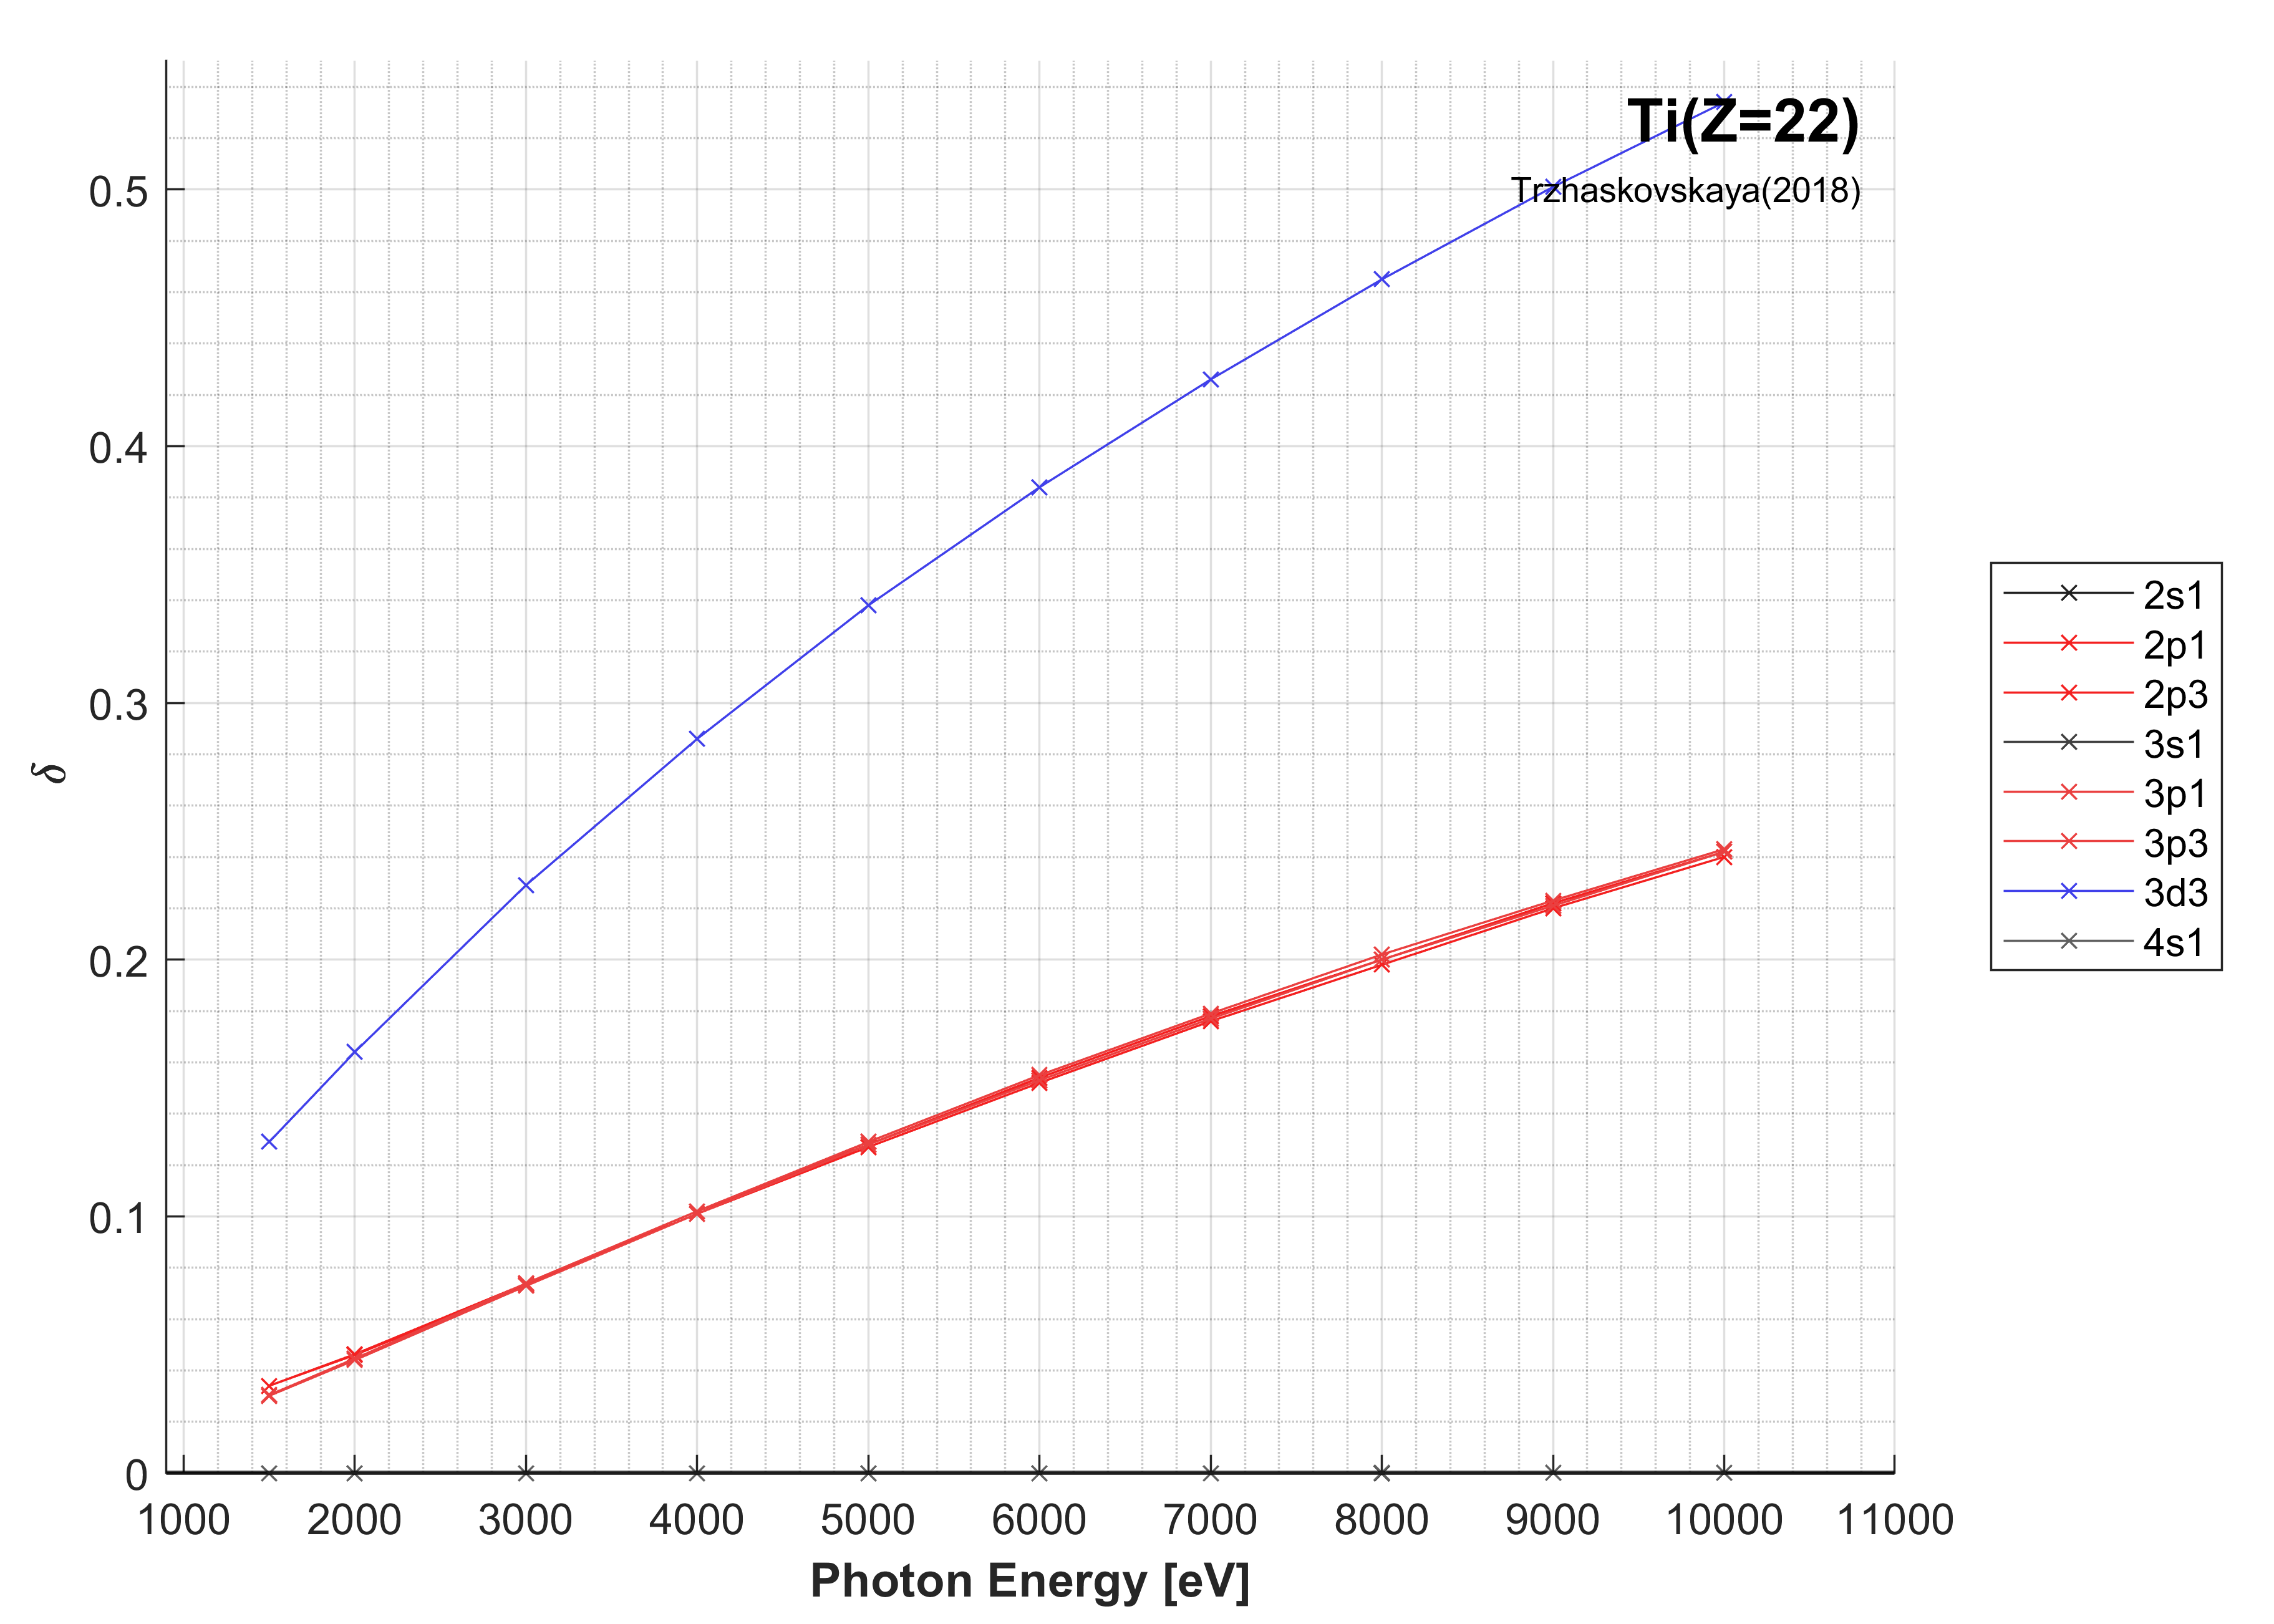 Ti(Z=22)
Trzhaskovskaya(2018)
0.5
0.4
0.3
0.2
0.1
0
δ
1000 2000 3000 4000 5000 6000 7000 8000 9000 10000 11000
Photon Energy [eV]
2s1
2p1
2p3
3s1
3p1
3p3
3d3
4s1